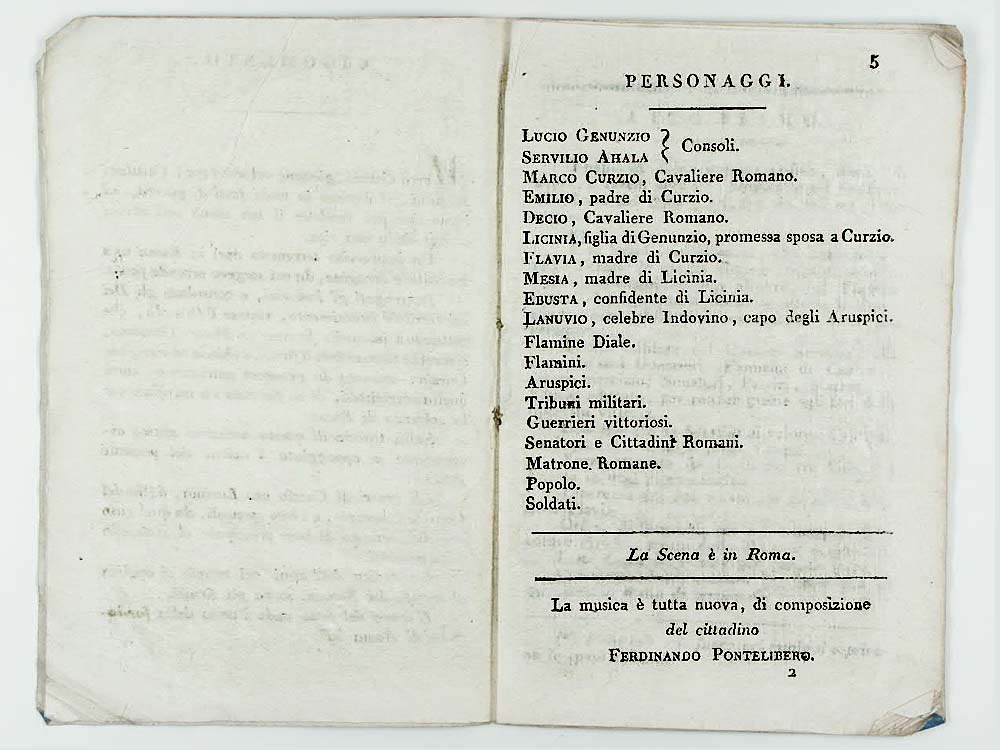 5
PERSONAGGI.
LUCIO GENUNZIO
SERVILIO AHALA } Consoli.
MARCO CURZIO, Cavaliere Romano.
EMILIO, padre di Curzio.
DECIO, Cavaliere Romano.
LICINIA, figlia di Genunzio, promessa sposa a Curzio.
FLAVIA, madre di Curzio.
MESIA, madre di Licinia.
EBUSTA, confidente di Licinia.
LANUVIO, celebre Indovino, capo degli Aruspici.
Flamine Diale.
Flamini.
Aruspici.
Tribuni militari.
Guerrieri vittoriosi.
Senatori e Cittadini Romani.
Matrone Romane.
Popolo.
Soldati.
La Scena è in Roma.
La musica è tutta nuova, di composizione
del cittadino
FERDINANDO PONTELIBERO.
2